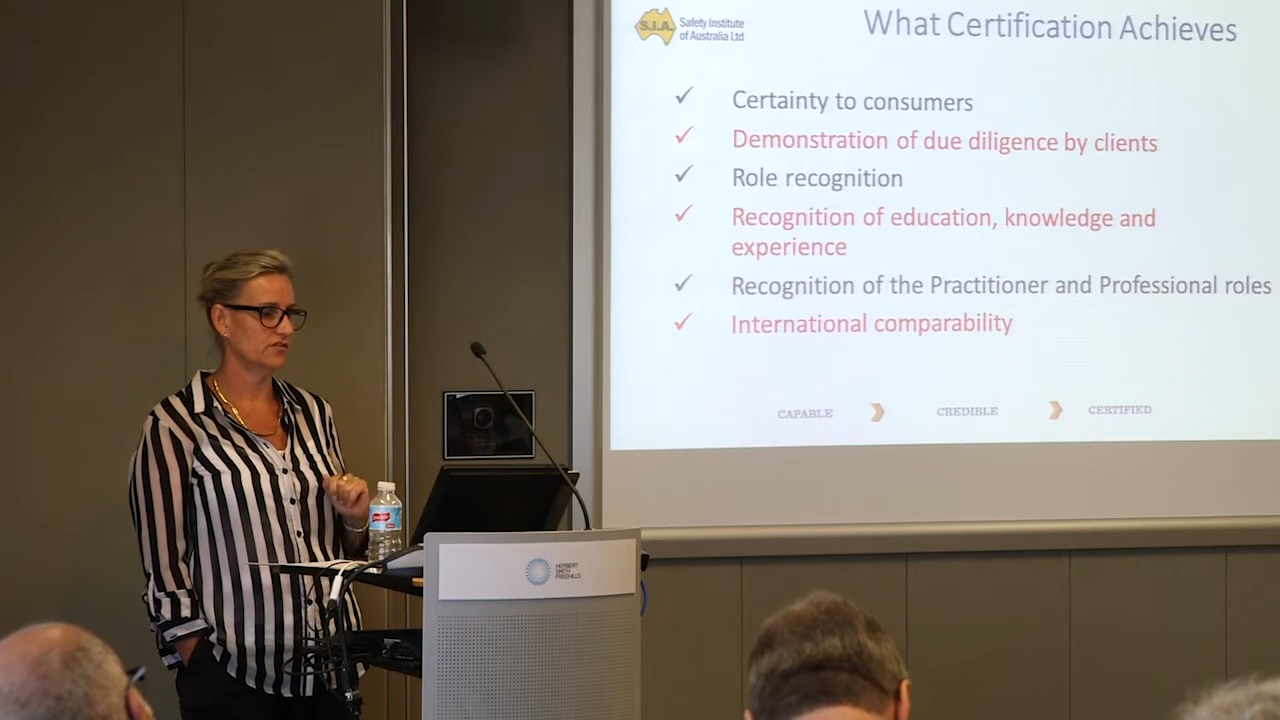 S.I.A.
Safety Institute
of Australia Ltd
What Certification Achieves
Certainty to consumers
Demonstration of due diligence by clients
Role recognition
Recognition of education, knowledge and
experience
Recognition of the Practitioner and Professional roles
International comparability
CAPABLE
CREDIBLE
CERTIFIED
HERBERT
SMITH
FREEHILLS